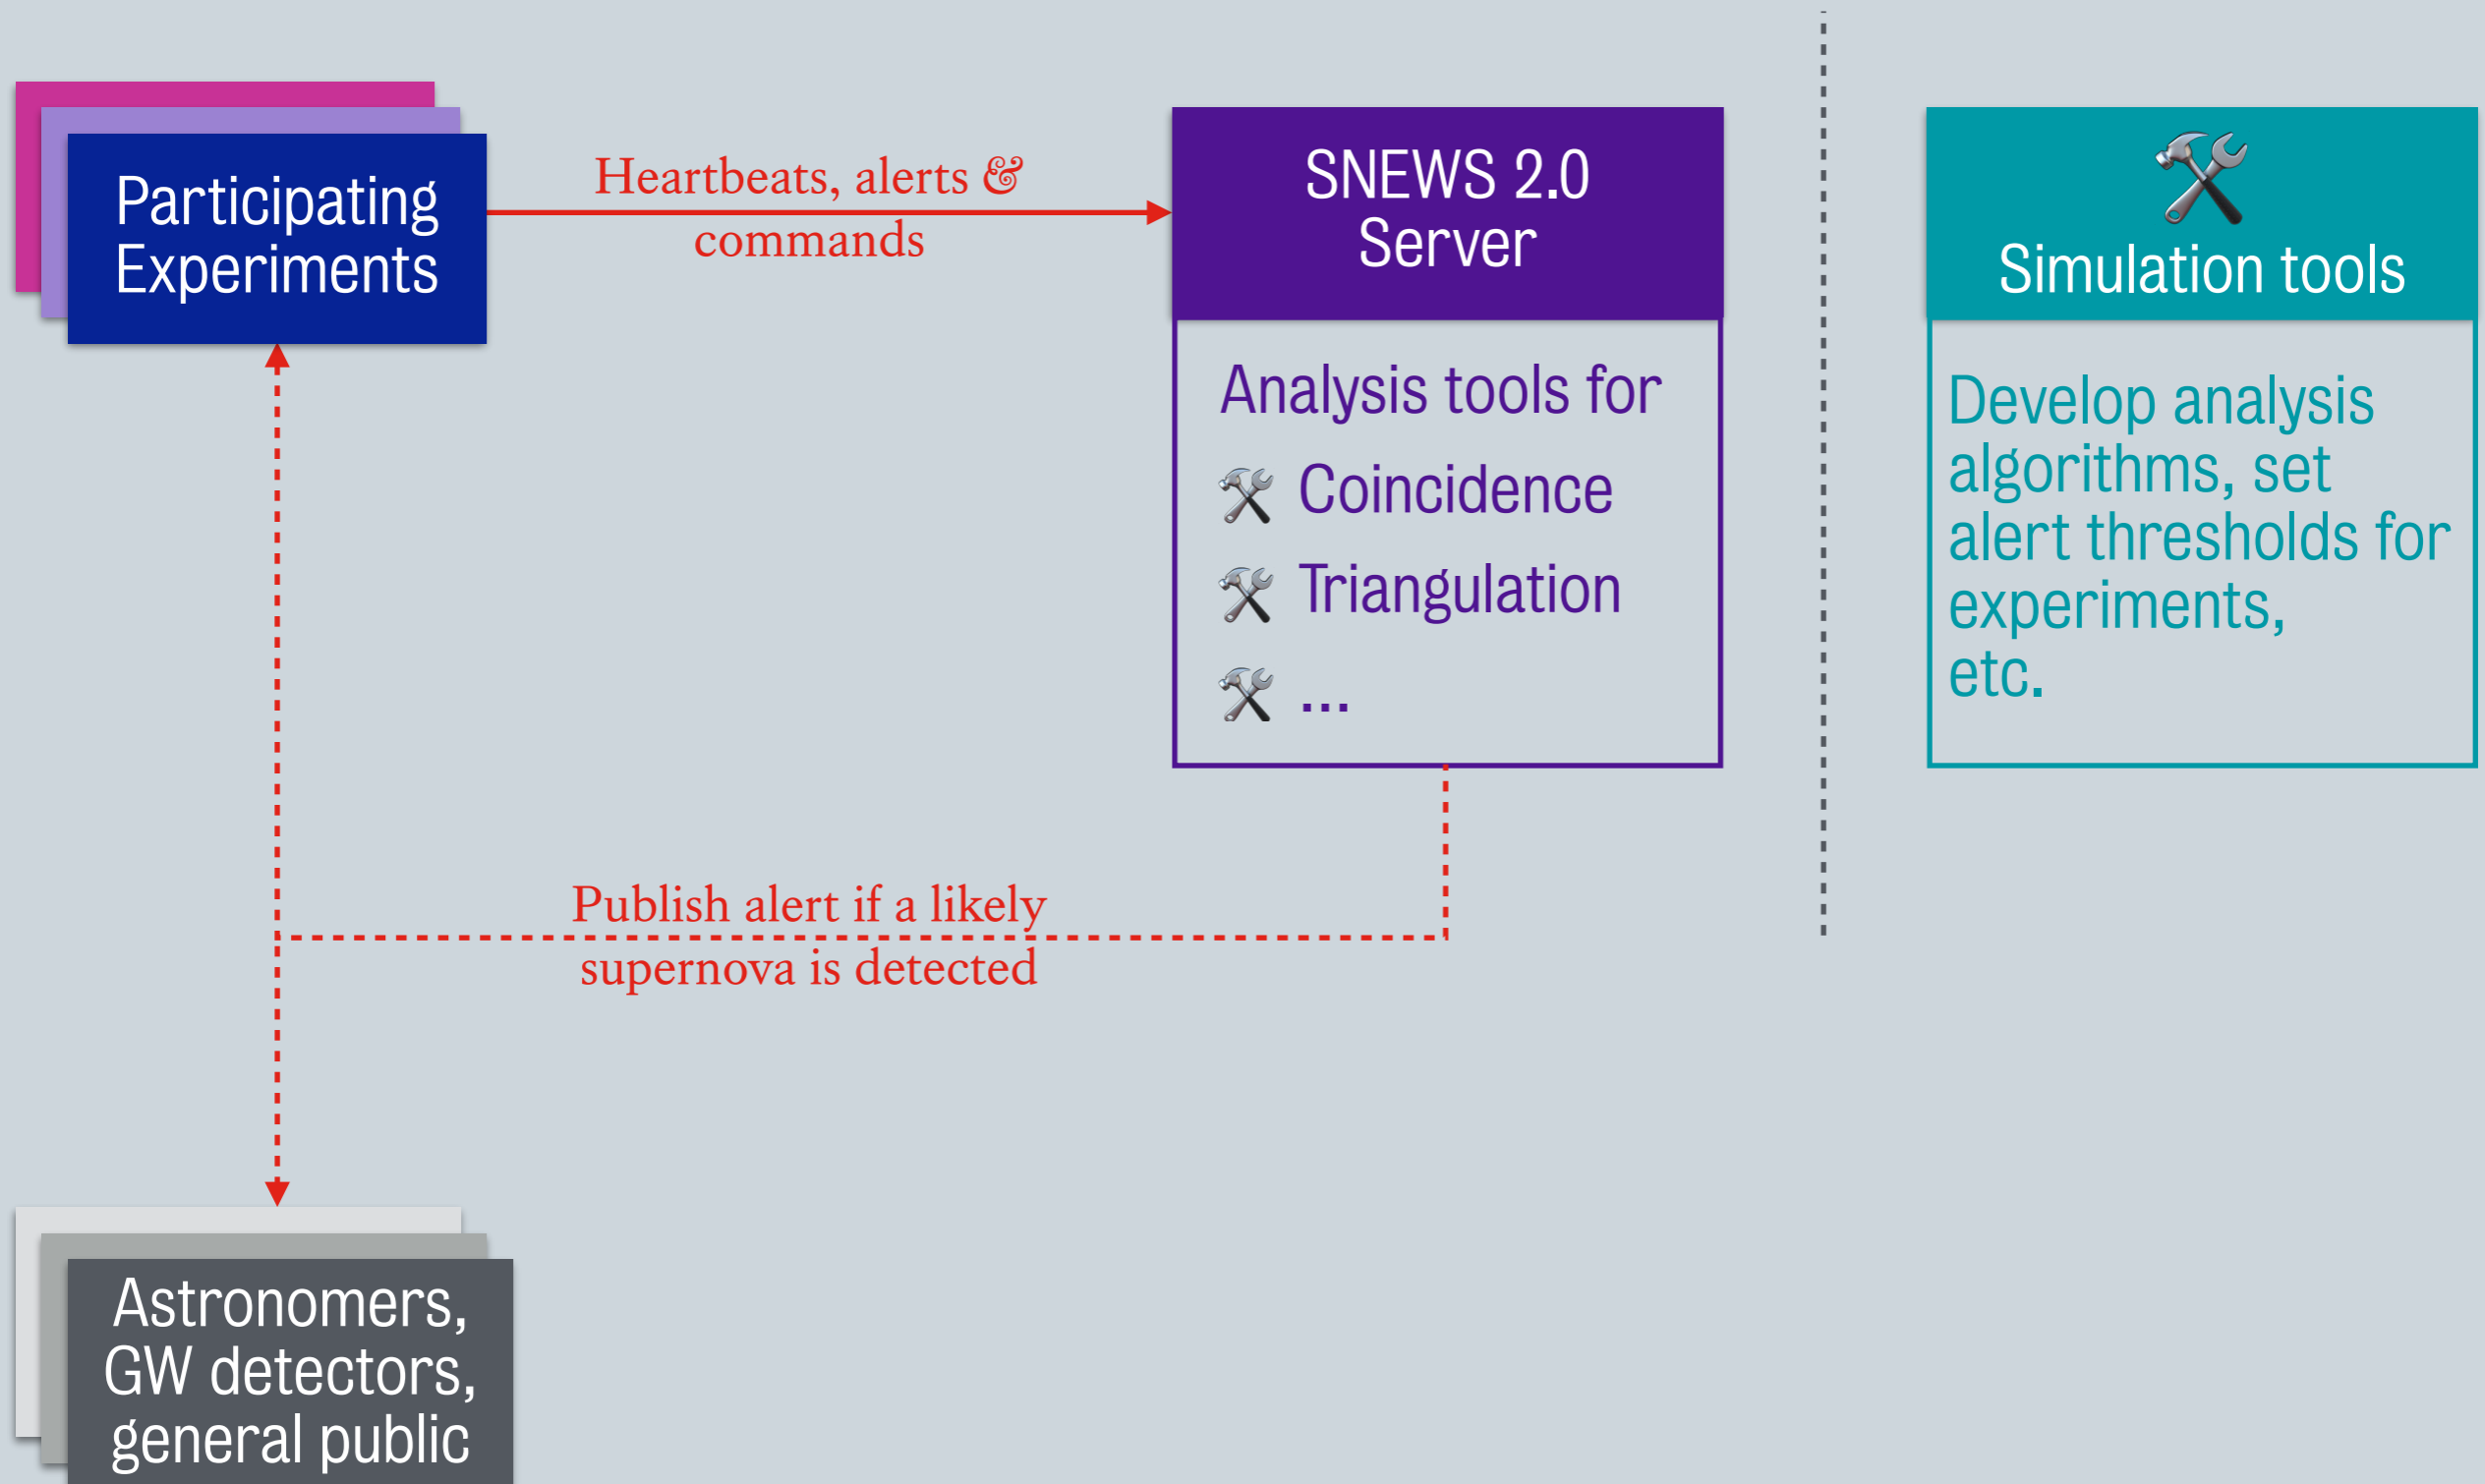 Participating
Experiments
Heartbeats, alerts &
commands
SNEWS 2.0
Server
Analysis tools for
Coincidence
Triangulation
...
Simulation tools
Develop analysis
algorithms, set
alert thresholds for
experiments,
etc.
Publish alert if a likely
supernova is detected
Astronomers,
GW detectors,
general public